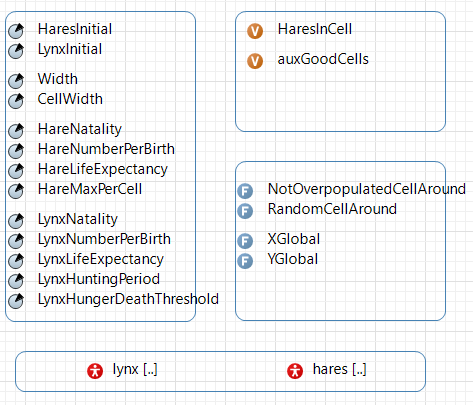 HaresInitial
LynxInitial
Width
CellWidth
HareNatality
HareNumberPerBirth
HareLifeExpectancy
HareMaxPerCell
LynxNatality
LynxNumberPerBirth
LynxLifeExpectancy
LynxHuntingPeriod
LynxHungerDeathThreshold
V HaresInCell
V auxGoodCells
F NotOverpopulatedCellAround
F RandomCellAround
F XGlobal
F YGlobal
lynx [..]
hares [..]